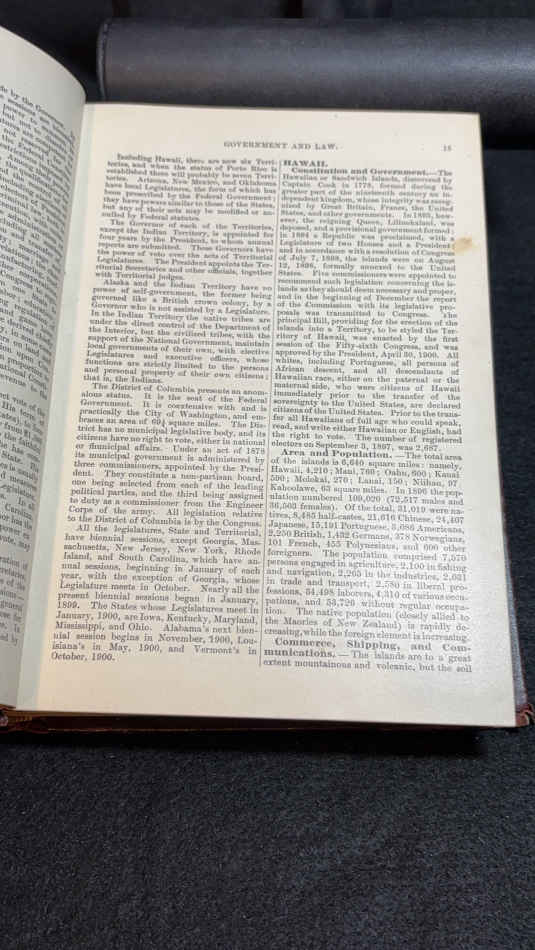 GOVERNMENT AND LAW.
15
Including Hawaii, there are now six Terri-
tories, and when the status of Porto Rico is
established there will probably be seven Terri-
tories. Arizona, New Mexico, and Oklahoma
have local Legislatures, the form of which has
been prescribed by the Federal Government;
they have powers similar to those of the States,
but any of their acts may be modified or an-
nulled by Federal statutes.
The Governor of each of the Territories,
except the Indian Territory, is appointed for
four years by the President, to whom annual
reports are submitted. These Governors have
the power of veto over the acts of Territorial
Legislatures. The President appoints the Ter-
ritorial Secretaries and other officials, together
with Territorial judges.
Alaska and the Indian Territory have no
power of self-government, the former being
governed like a British crown colony, by a
Governor who is not assisted by a Legislature.
In the Indian Territory the native tribes are
under the direct control of the Department of
the Interior, but the civilized tribes, with the
support of the National Government, maintain
local governments of their own, with elective
Legislatures and executive officers, whose
functions are strictly limited to the persons
and personal property of their own citizens;
that is, the Indians.
The District of Columbia presents an anom-
alous status. It is the seat of the Federal
Government. It is coextensive with and is
practically the City of Washington, and em-
braces an area of 69¼ square miles. The Dis-
trict has no municipal legislative body, and its
citizens have no right to vote, either in national
or municipal affairs. Under an act of 1878
its municipal government is administered by
three commissioners, appointed by the Presi-
dent. They constitute a non-partisan board,
one being selected from each of the leading
political parties, and the third being assigned
to duty as a commissioner from the Engineer
Corps of the army. All legislation relative
to the District of Columbia is by the Congress.
All the legislatures, State and Territorial,
have biennial sessions, except Georgia, Mas-
sachusetts, New Jersey, New York, Rhode
Island, and South Carolina, which have an-
nual sessions, beginning in January of each
year, with the exception of Georgia, whose
Legislature meets in October. Nearly all the
present biennial sessions began in January,
1899. The States whose Legislatures meet in
January, 1900, are Iowa, Kentucky, Maryland,
Mississippi, and Ohio. Alabama's next bien-
nial session begins in November, 1900, Lou-
isiana's in May, 1900, and Vermont's in
October, 1900.
HAWAII.
Constitution and Government.—The
Hawaiian or Sandwich Islands, discovered by
Captain Cook in 1778, formed during the
greater part of the nineteenth century an in-
dependent kingdom, whose integrity was recog-
nized by Great Britain, France, the United
States, and other governments. In 1893, how-
ever, the reigning Queen, Liliuokalani, was
deposed, and a provisional government formed;
in 1894 a Republic was proclaimed, with a
Legislature of two Houses and a President;
and in accordance with a resolution of Congress
of July 7, 1898, the islands were on August
12, 1898, formally annexed to the United
States. Five commissioners were appointed to
recommend such legislation concerning the is-
lands as they should deem necessary and proper,
and in the beginning of December the report
of the Commission with its legislative pro-
posals was transmitted to Congress. The
principal Bill, providing for the erection of the
islands into a Territory, to be styled the Ter-
ritory of Hawaii, was enacted by the first
session of the Fifty-sixth Congress, and was
approved by the President, April 30, 1900. All
whites, including Portuguese, all persons of
African descent, and all descendants of
Hawaiian race, either on the paternal or the
maternal side, who were citizens of Hawaii
immediately prior to the transfer of the
sovereignty to the United States, are declared
citizens of the United States. Prior to the trans-
fer all Hawaiians of full age who could speak,
read, and write either Hawaiian or English, had
the right to vote. The number of registered
electors on September 3, 1897, was 2,687.
Area and Population.—The total area
of the islands is 6,640 square miles: namely,
Hawaii, 4,210; Maui, 760; Oahu, 600; Kauai
590; Molokai, 270; Lanai, 150; Niihau, 97
Kahoolawe, 63 square miles. In 1896 the pop-
ulation numbered 109,020 (72,517 males and
36,503 females). Of the total, 31,019 were na-
tives, 8,485 half-castes, 21,616 Chinese, 24,407
Japanese, 15,191 Portuguese, 3,086 Americans,
2,250 British, 1,432 Germans, 378 Norwegians,
101 French, 455 Polynesians, and 600 other
foreigners. The population comprised 7,570
persons engaged in agriculture, 2,100 in fishing
and navigation, 2,265 in the industries, 2,031
in trade and transport, 2,580 in liberal pro-
fessions, 34,498 laborers, 4,310 of various occu-
pations, and 53,726 without regular occupa-
tion. The native population (closely allied to
the Maories of New Zealand) is rapidly de-
creasing, while the foreign element is increasing.
Commerce, Shipping, and Com-
munications.—The islands are to a great
extent mountainous and volcanic, but the soil